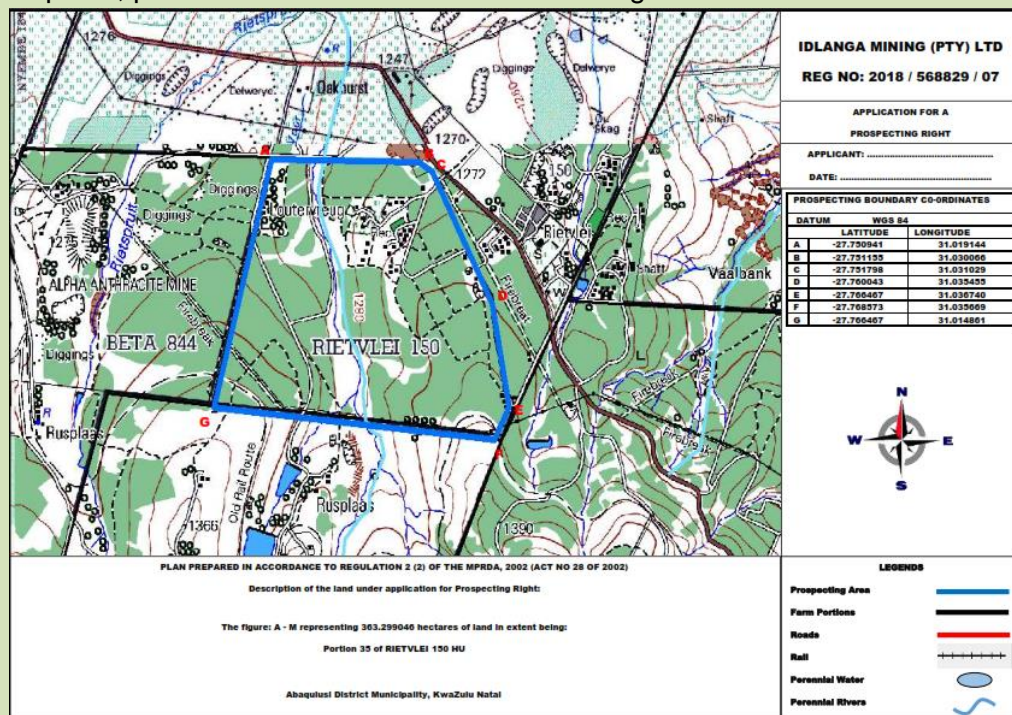 1276
Rietspruit
R
1247
Diggings
Delwerye
Oakhurst
Diggings
Delwerye
1260
Skag
Shaft
1270
A
C
1272
150
Diggings
Diggings
Rietvlei
Shaft
Vaalbank
Rietspruit
ALPHA ANTHRACITE MINE
Firebreak
D
Firebreak
1280
BETA 844
RIETVLEI 150
Diggings
R
Rusplaas
G
E
Firebreak
Firebreak
Old Rail Route
1366
Rusplaas
1390
IDLANGA MINING (PTY) LTD
REG NO: 2018 / 568829 / 07
APPLICATION FOR A
PROSPECTING RIGHT
APPLICANT: ....................................................
DATE: ....................................................
PROSPECTING BOUNDARY CO-ORDINATES
DATUM WGS 84
LATITUDE LONGITUDE
A -27.750941 31.019144
B -27.751155 31.030066
C -27.751798 31.031029
D -27.760043 31.035455
E -27.766467 31.036740
F -27.768573 31.035669
G -27.766467 31.014861
N
W E
S
PLAN PREPARED IN ACCORDANCE TO REGULATION 2 (2) OF THE MPRDA, 2002 (ACT NO 28 OF 2002)
Description of the land under application for Prospecting Right:
The figure: A - M representing 363.299046 hectares of land in extent being:
Portion 35 of RIETVLEI 150 HU
Abaqulusi District Municipality, KwaZulu Natal
LEGENDS
Prospecting Area
Farm Portions
Roads
Rail
Perennial Water
Perennial Rivers